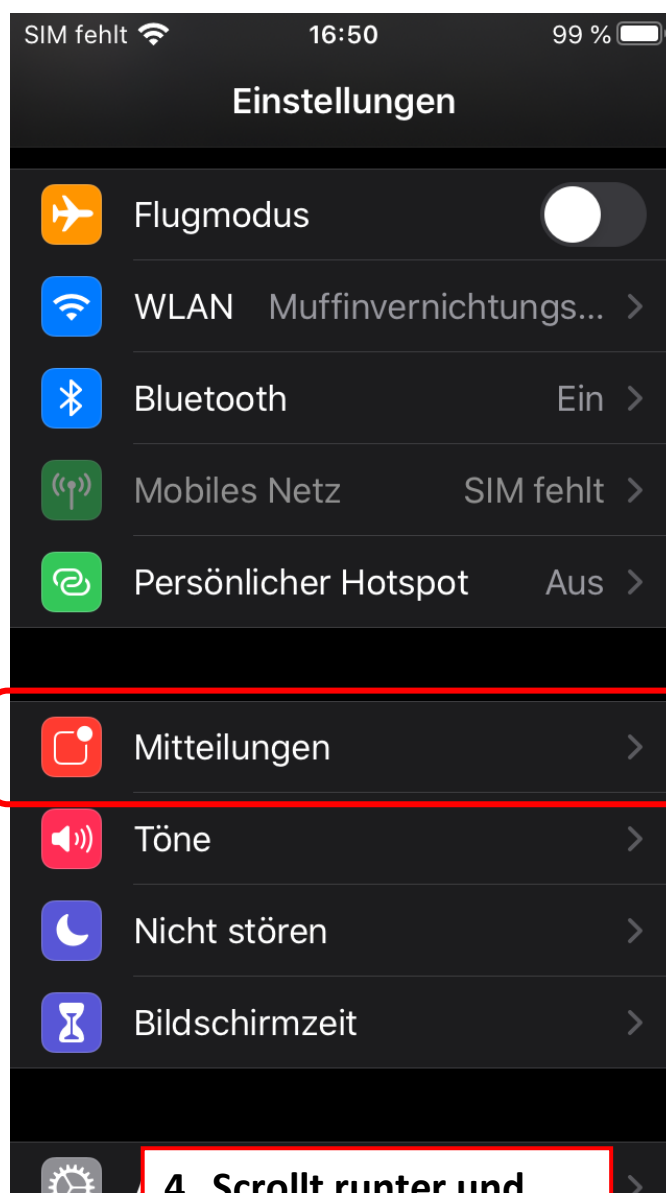 SIM fehlt 16:50 99 %
Einstellungen
Flugmodus
WLAN Muffinvernichtungs...
Bluetooth Ein
Mobiles Netz SIM fehlt
Persönlicher Hotspot Aus
Mitteilungen
Töne
Nicht stören
Bildschirmzeit
4. Scrollt runter und